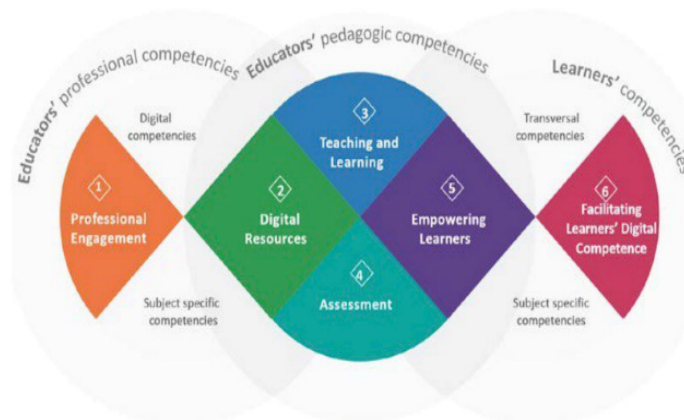 Educators' professional competencies
Educators' pedagogic competencies
Learners' competencies
Digital
competencies
Transversal
competencies
1
Professional
Engagement
2
Digital
Resources
3
Teaching and
Learning
4
Assessment
5
Empowering
Learners
6
Facilitating
Learners' Digital
Competence
Subject specific
competencies
Subject specific
competencies